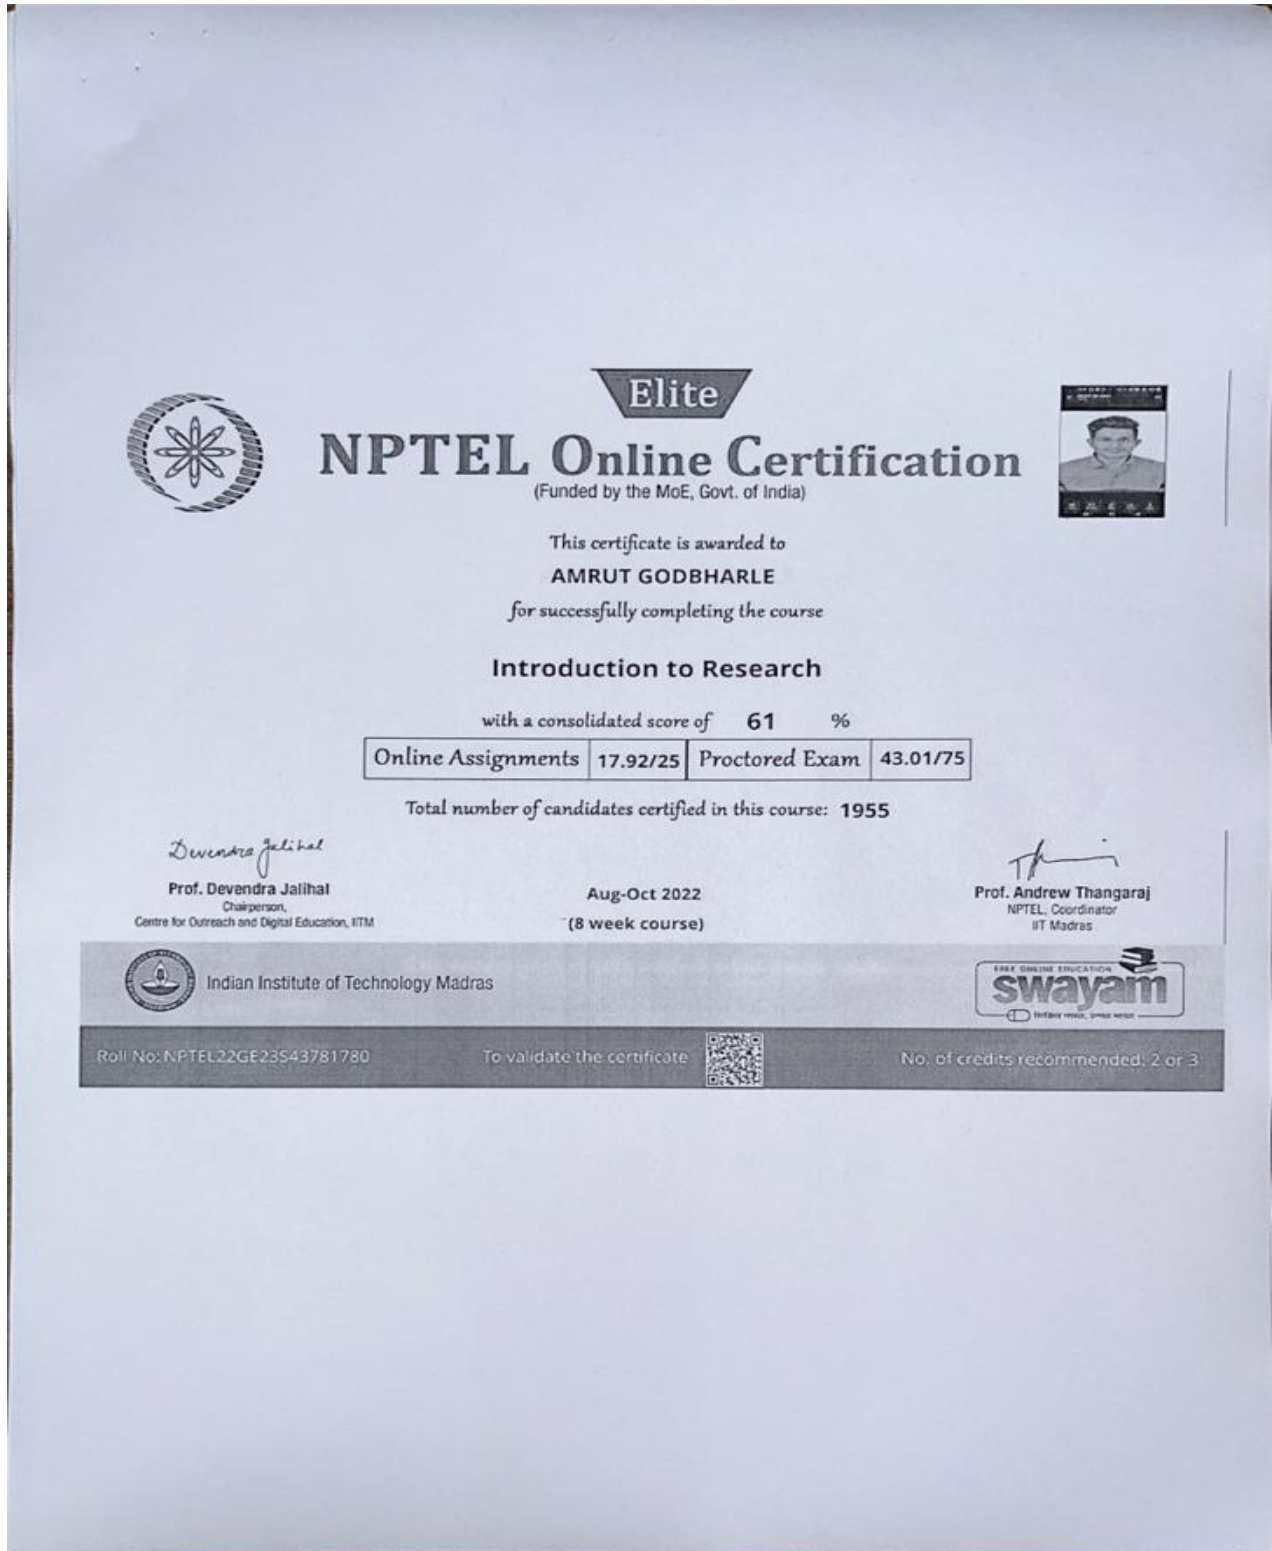 Elite
NPTEL Online Certification
(Funded by the MoE, Govt. of India)
This certificate is awarded to
AMRUT GODBHARLE
for successfully completing the course
Introduction to Research
with a consolidated score of 61 %
Online Assignments 17.92/25 Proctored Exam 43.01/75
Total number of candidates certified in this course: 1955
Devendra Jalihal
Prof. Devendra Jalihal
Chairperson,
Centre for Outreach and Digital Education, IITM
Aug-Oct 2022
(8 week course)
Prof. Andrew Thangaraj
NPTEL, Coordinator
IIT Madras
Indian Institute of Technology Madras
FREE ONLINE EDUCATION
swayam
Roll No: NPTEL22GE23S43781780
To validate the certificate
No. of credits recommended: 2 or 3